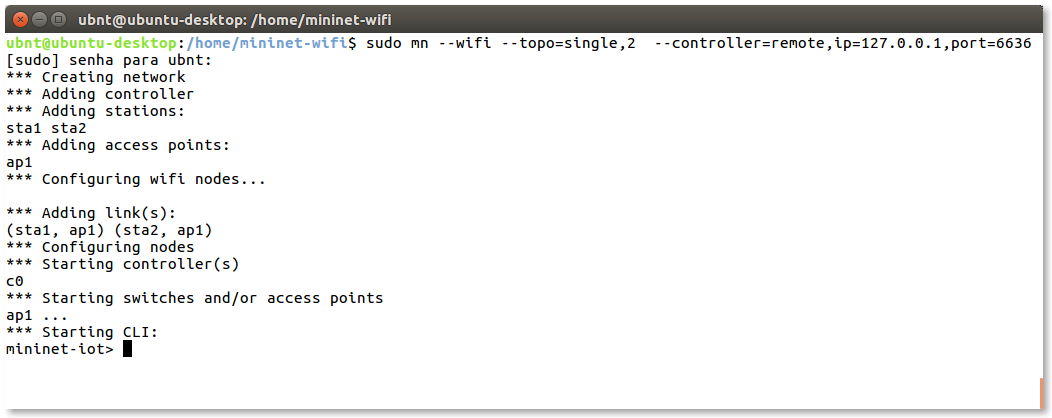 ubnt@ubuntu-desktop: /home/mininet-wifi
ubnt@ubuntu-desktop:/home/mininet-wifi$ sudo mn --wifi --topo=single,2  --controller=remote,ip=127.0.0.1,port=6636
[sudo] senha para ubnt:
*** Creating network
*** Adding controller
*** Adding stations:
sta1 sta2
*** Adding access points:
ap1
*** Configuring wifi nodes...
*** Adding link(s):
(sta1, ap1) (sta2, ap1)
*** Configuring nodes
*** Starting controller(s)
c0
*** Starting switches and/or access points
ap1 ...
*** Starting CLI:
mininet-iot>